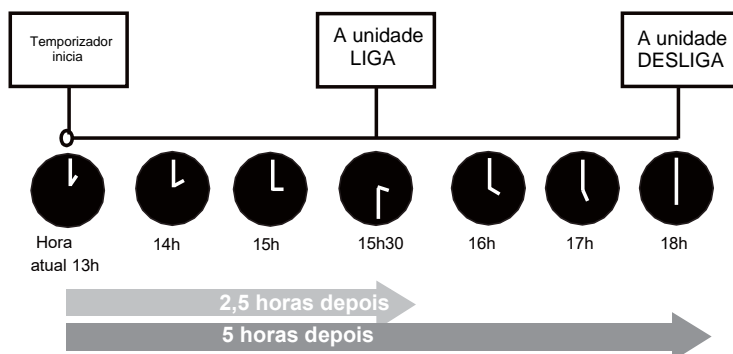 Temporizador
inicia
A unidade
LIGA
A unidade
DESLIGA
Hora
atual 13h
14h
15h
15h30
16h
17h
18h
2,5 horas depois
5 horas depois